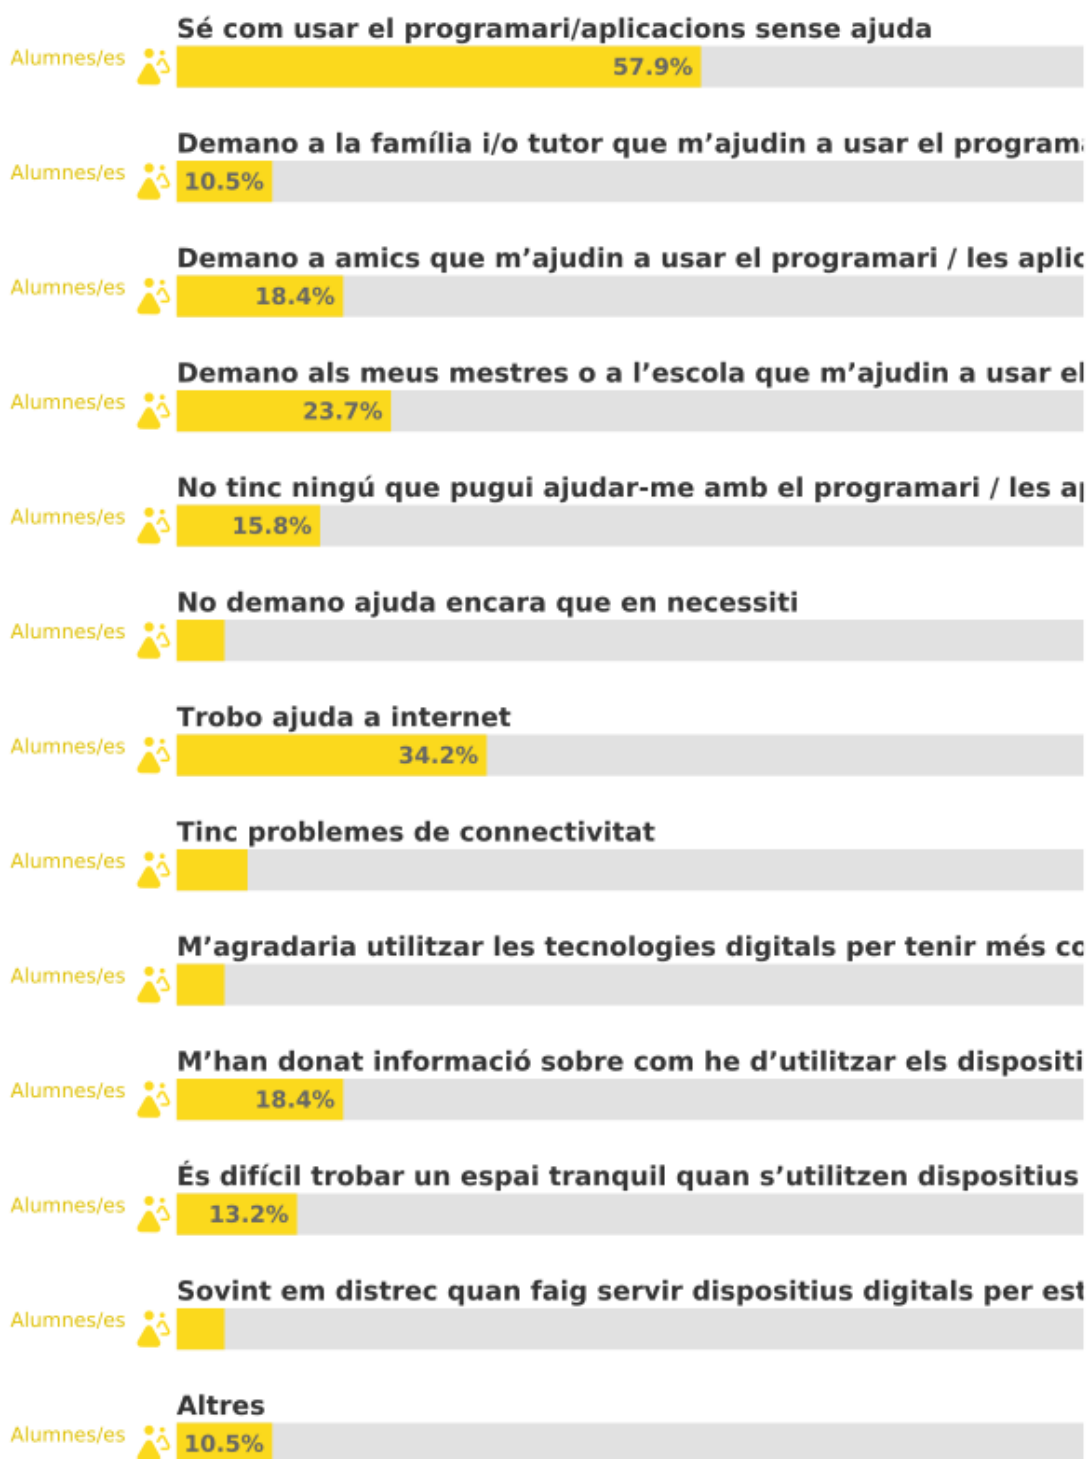 Sé com usar el programari/aplicacions sense ajuda
Alumnes/es
57.9%
Demano a la família i/o tutor que m’ajudin a usar el
Alumnes/es
10.5%
Demano a amics que m’ajudin a usar el programari / les
Alumnes/es
18.4%
Demano als meus mestres o a l’escola que m’ajudin a usar el
Alumnes/es
23.7%
No tinc ningú que pugui ajudar-me amb el programari / les
Alumnes/es
15.8%
No demano ajuda encara que en necessiti
Alumnes/es
Trobo ajuda a internet
Alumnes/es
34.2%
Tinc problemes de connectivitat
Alumnes/es
M’agradaria utilitzar les tecnologies digitals per tenir més
Alumnes/es
M’han donat informació sobre com he d’utilitzar els
Alumnes/es
18.4%
És difícil trobar un espai tranquil quan s’utilitzen dispositius
Alumnes/es
13.2%
Sovint em distrec quan faig servir dispositius digitals per
Alumnes/es
Altres
Alumnes/es
10.5%